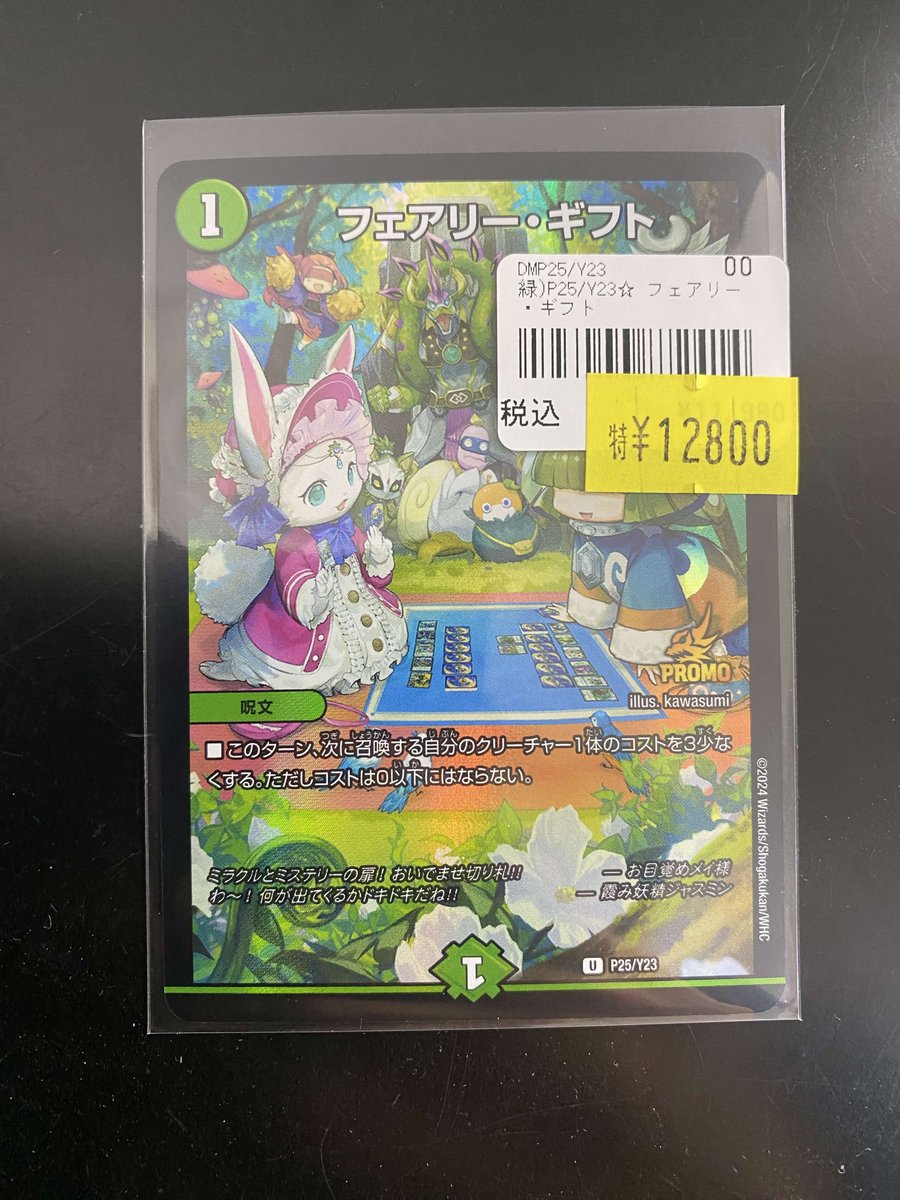 1
フェアリー・ギフト
DMP25/Y23 00
緑)P25/Y23☆ フェアリー
・ギフト
税込
特¥12800
PROMO
illus. kawasumi
呪文
■このターン、次に召喚する自分のクリーチャー1体のコストを3少な
くする。ただしコストは0以下にはならない。
ミラクルとミステリーの扉!おいでませ切り札!! ―お目覚めメイ様
わ〜!何が出てくるかドキドキだね!! ―霞み妖精ジャスミン
©2024 Wizards/Shogakukan/WHC
1
U P25/Y23